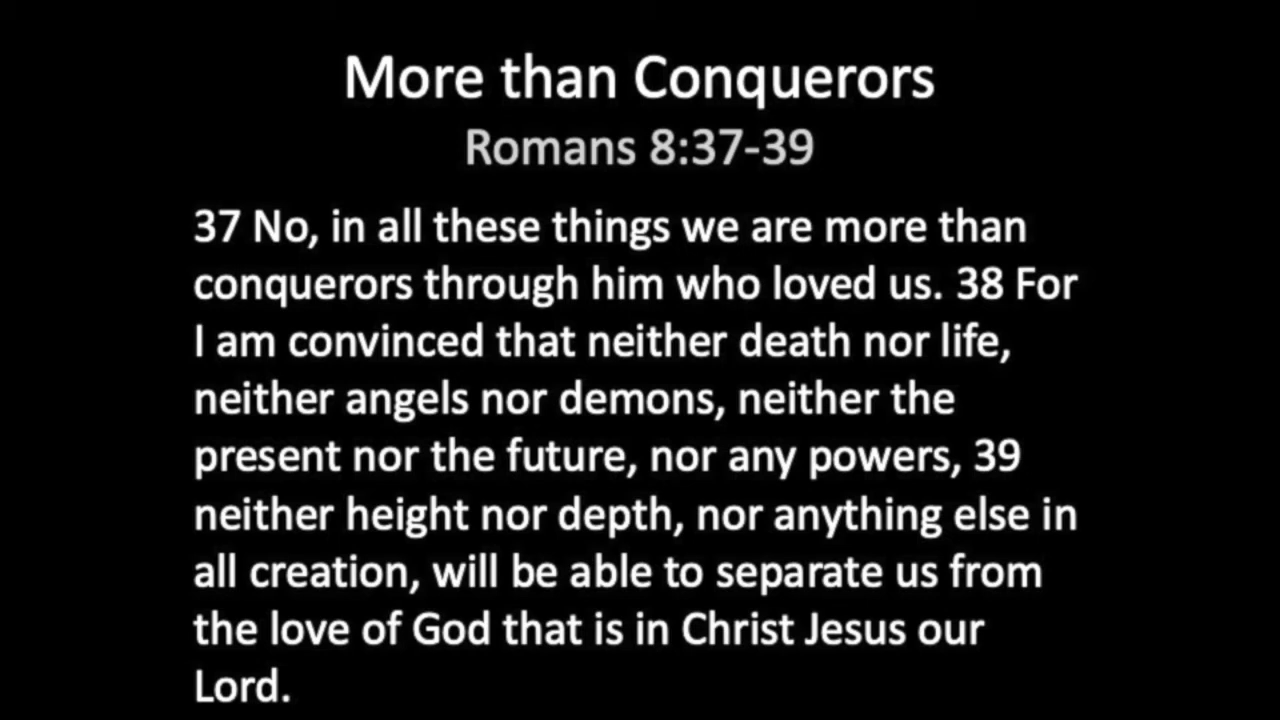 More than Conquerors
Romans 8:37-39
37 No, in all these things we are more than
conquerors through him who loved us. 38 For
I am convinced that neither death nor life,
neither angels nor demons, neither the
present nor the future, nor any powers, 39
neither height nor depth, nor anything else in
all creation, will be able to separate us from
the love of God that is in Christ Jesus our
Lord.